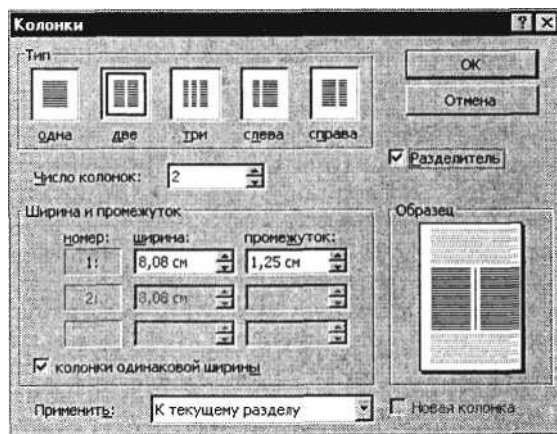 Колонки
Тип
одна две три слева справа
ОК
Отмена
Число колонок: 2
Разделитель
Ширина и промежуток
номер: ширина: промежуток:
1: 8,08 см 1,25 см
2: 8,08 см
колонки одинаковой ширины
Образец
Применить: К текущему разделу
Новая колонка